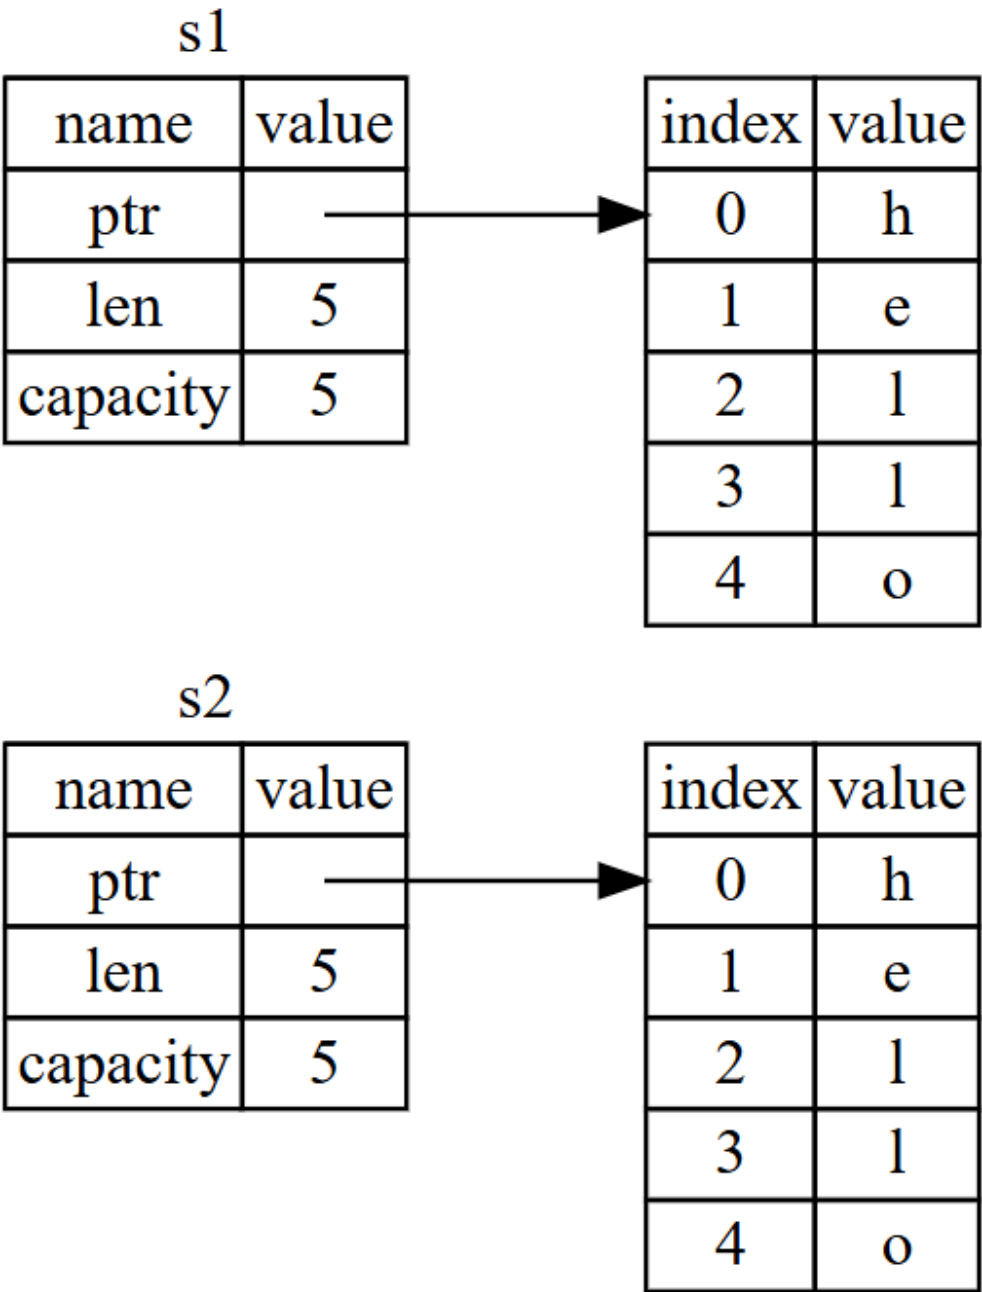 s1
name value
ptr
len 5
capacity 5
index value
0 h
1 e
2 l
3 l
4 o
s2
name value
ptr
len 5
capacity 5
index value
0 h
1 e
2 l
3 l
4 o